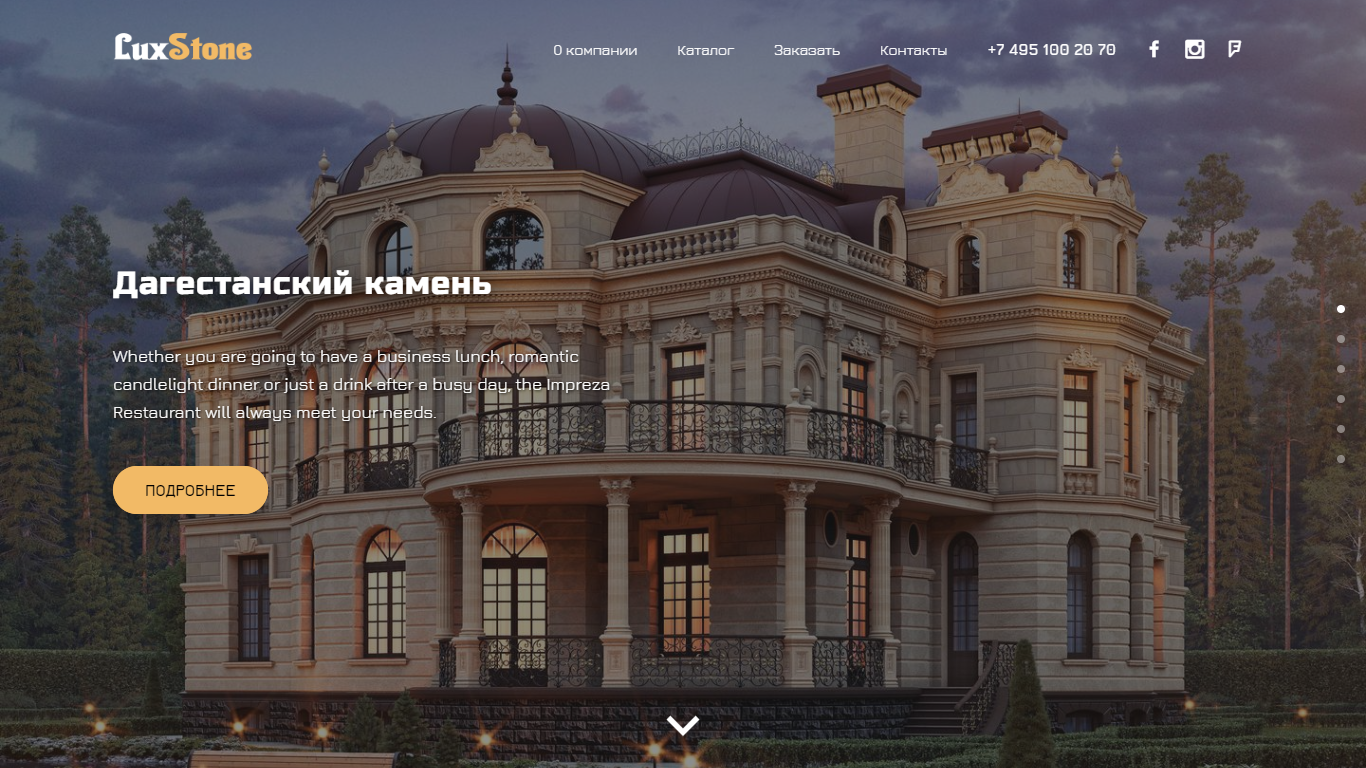 LuxStone
О компании
Каталог
Заказать
Контакты
+7 495 100 20 70
Дагестанский камень
Whether you are going to have a business lunch, romantic
candlelight dinner or just a drink after a busy day, the Impreza
Restaurant will always meet your needs.
ПОДРОБНЕЕ